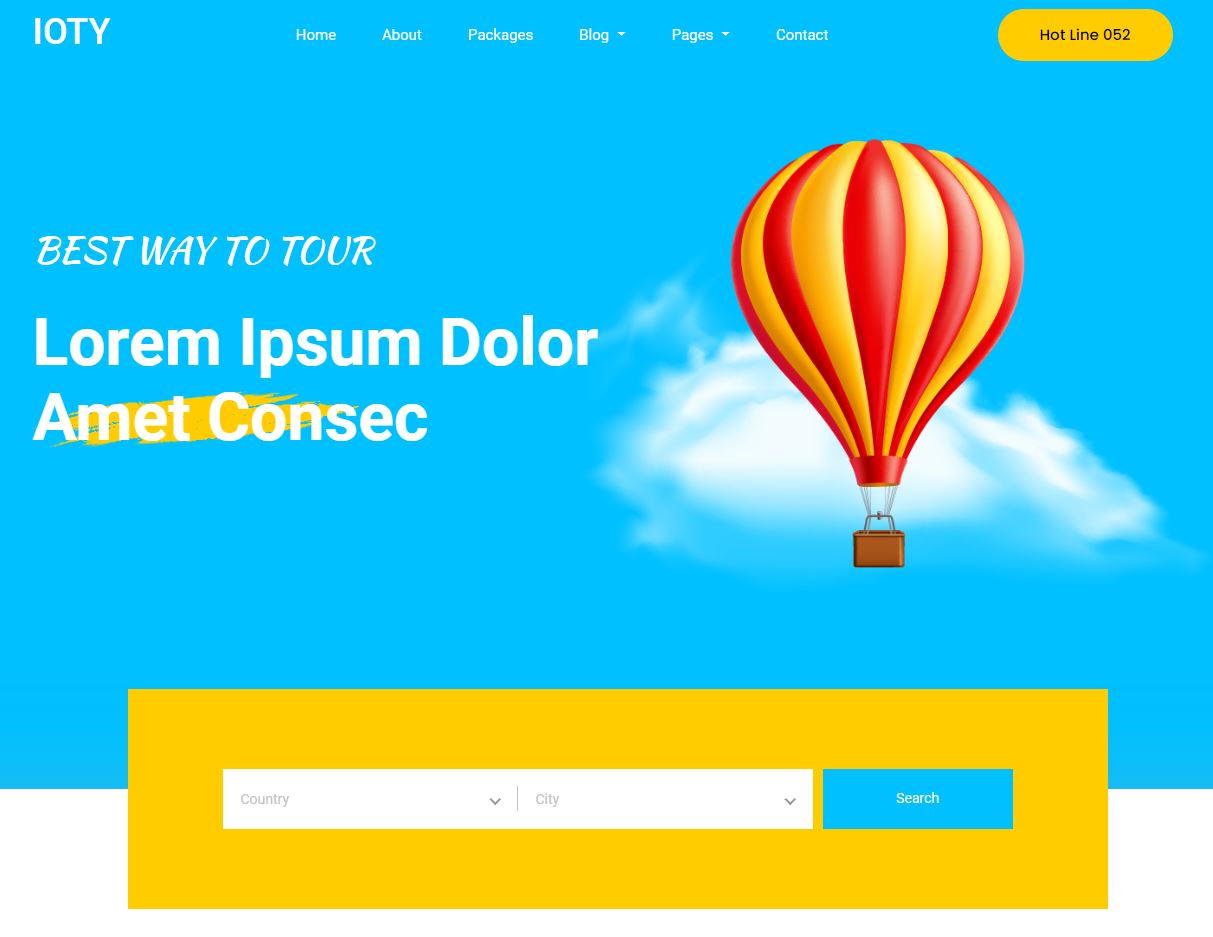 IOTY
Home About Packages Blog Pages Contact
Hot Line 052
BEST WAY TO TOUR
Lorem Ipsum Dolor
Amet Consec
Country City Search